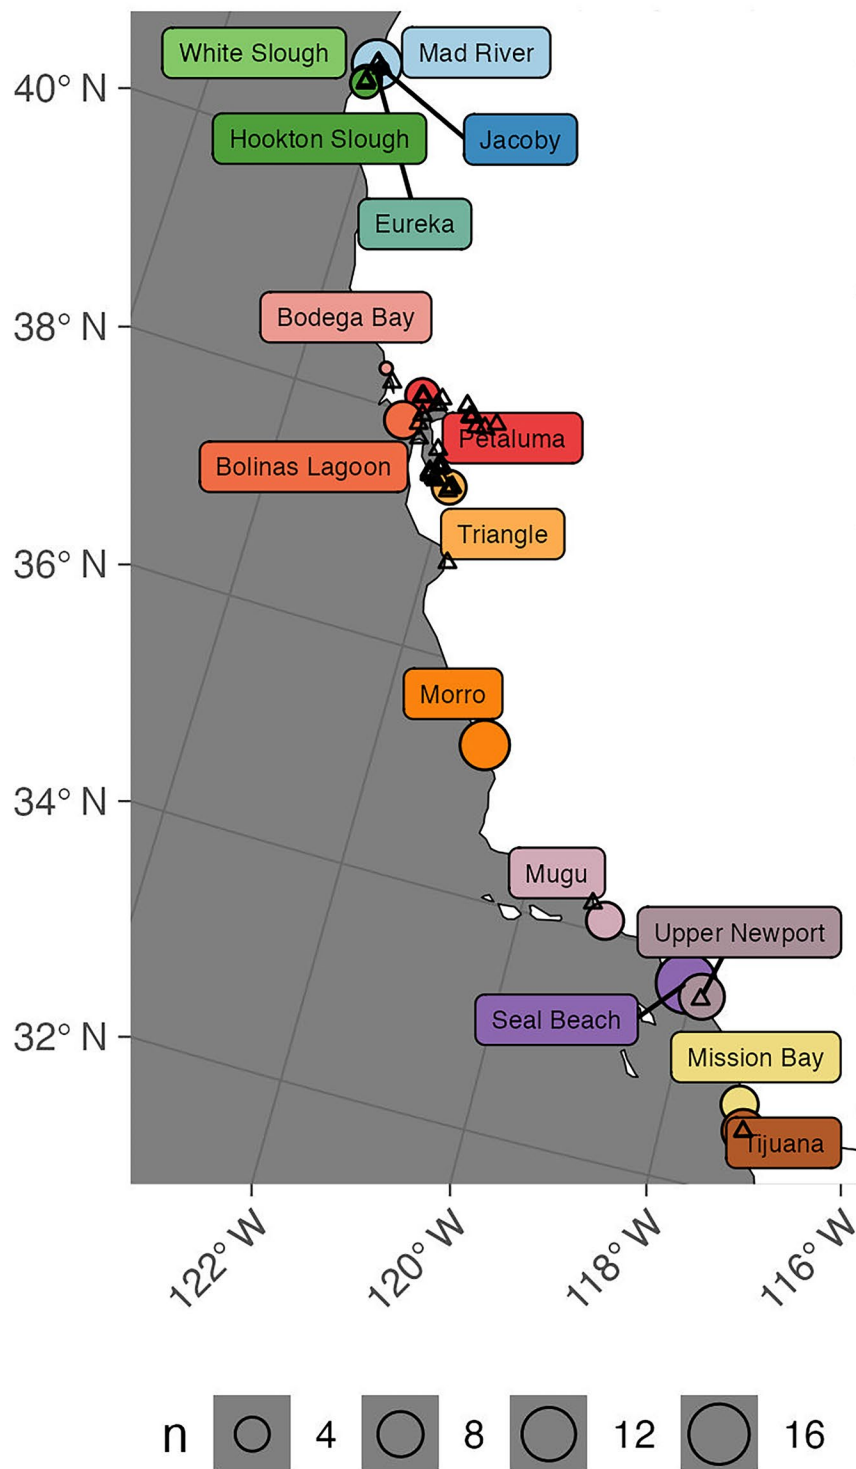 White Slough
Mad River
40° N
Hookton Slough
Jacoby
Eureka
Bodega Bay
38° N
Petaluma
Bolinas Lagoon
Triangle
36° N
Morro
34° N
Mugu
Upper Newport
Seal Beach
32° N
Mission Bay
Tijuana
122° W
120° W
118° W
116° W
n 4 8 12 16